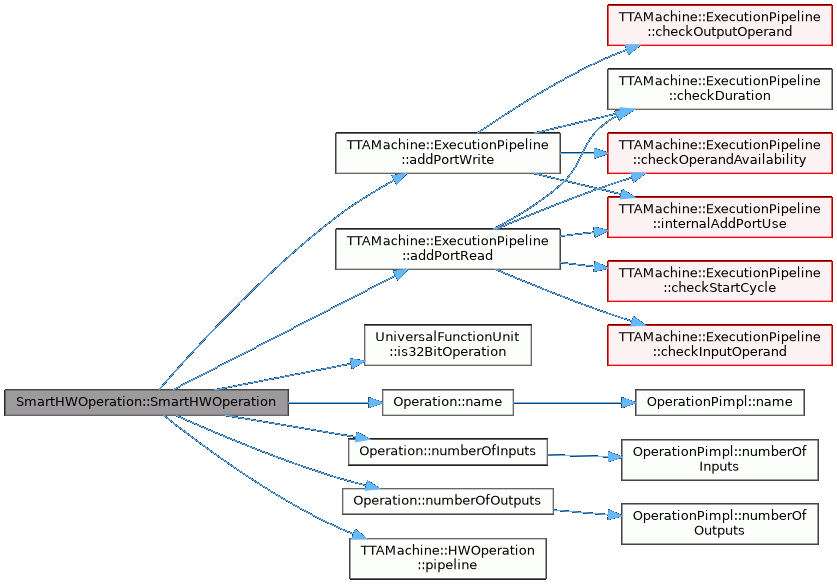 SmartHWOperation::SmartHWOperation
TTAMachine::ExecutionPipeline
::addPortWrite
TTAMachine::ExecutionPipeline
::addPortRead
UniversalFunctionUnit
::is32BitOperation
Operation::name
Operation::numberOfInputs
Operation::numberOfOutputs
TTAMachine::HWOperation
::pipeline
TTAMachine::ExecutionPipeline
::checkOutputOperand
TTAMachine::ExecutionPipeline
::checkDuration
TTAMachine::ExecutionPipeline
::checkOperandAvailability
TTAMachine::ExecutionPipeline
::internalAddPortUse
TTAMachine::ExecutionPipeline
::checkStartCycle
TTAMachine::ExecutionPipeline
::checkInputOperand
OperationPimpl::name
OperationPimpl::numberOf
Inputs
OperationPimpl::numberOf
Outputs